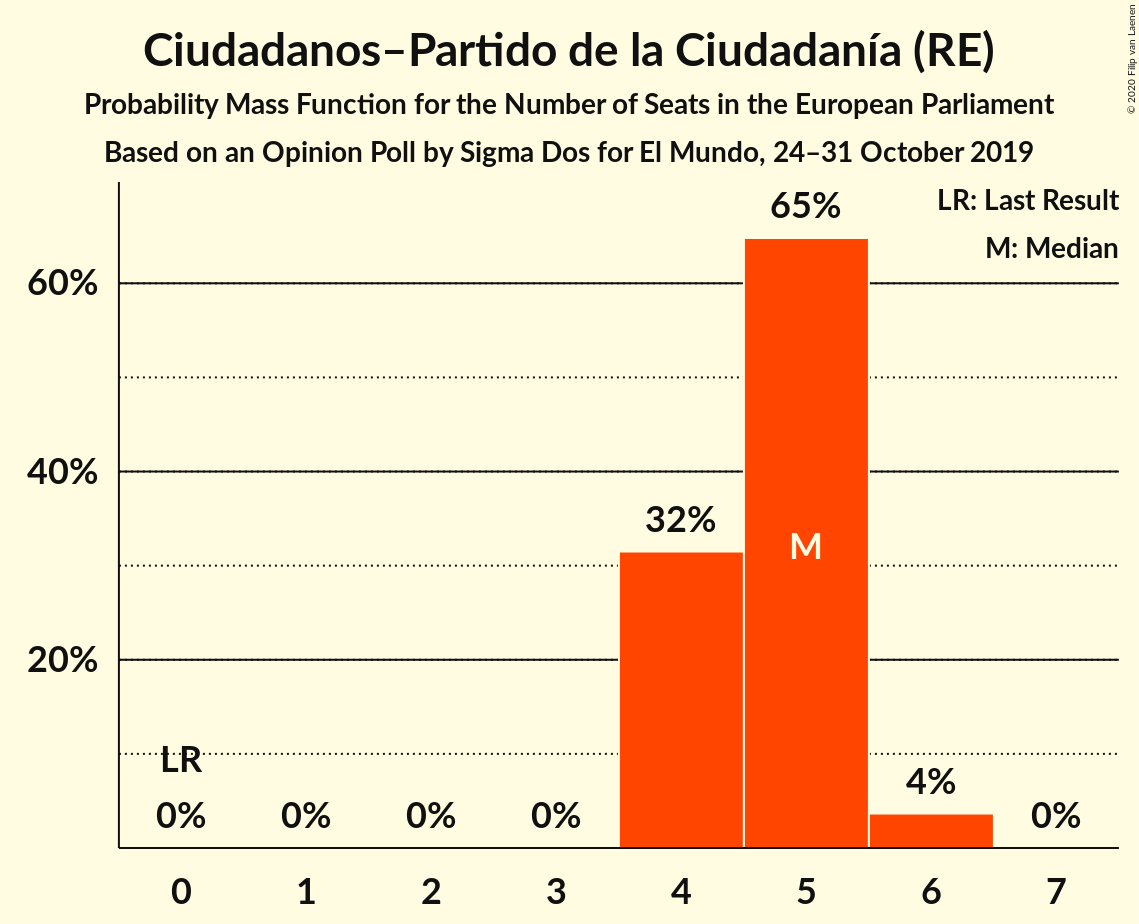 Ciudadanos–Partido de la Ciudadanía (RE)
Probability Mass Function for the Number of Seats in the European Parliament
Based on an Opinion Poll by Sigma Dos for El Mundo, 24–31 October 2019
© 2020 Filip van Laenen
LR: Last Result
M: Median
65%
60%
40%
32%
M
20%
LR
4%
0% 0% 0% 0% 0%
0 1 2 3 4 5 6 7